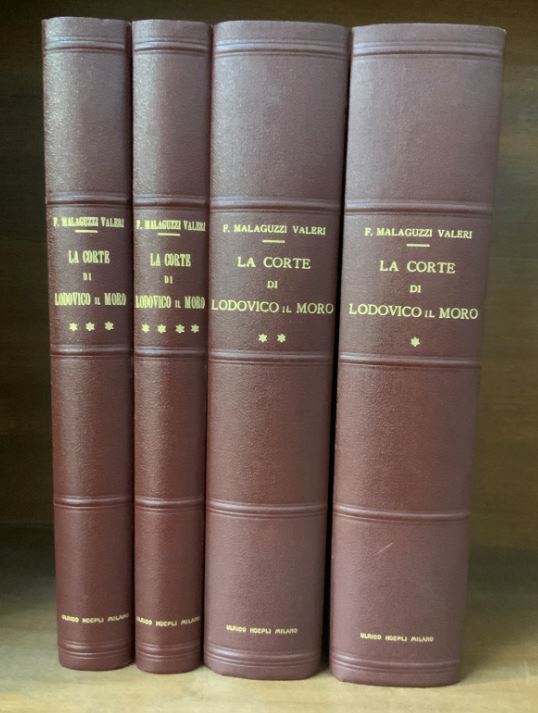 F. MALAGUZZI VALERI
LA CORTE
DI
LODOVICO IL MORO
* * *
ULRICO HOEPLI MILANO
F. MALAGUZZI VALERI
LA CORTE
DI
LODOVICO IL MORO
* * * *
ULRICO HOEPLI MILANO
F. MALAGUZZI VALERI
LA CORTE
DI
LODOVICO IL MORO
* *
ULRICO HOEPLI MILANO
F. MALAGUZZI VALERI
LA CORTE
DI
LODOVICO IL MORO
*
ULRICO HOEPLI MILANO